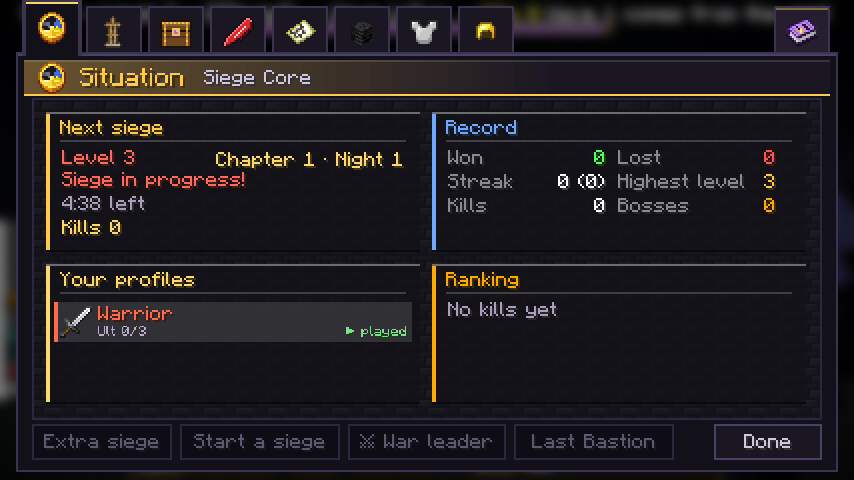 Situation Siege Core
Next siege
Level 3 Chapter 1 · Night 1
Siege in progress!
4:38 left
Kills 0
Record
Won 0 Lost 0
Streak 0 (0) Highest level 3
Kills 0 Bosses 0
Your profiles
Warrior
Ult 0/3 ▶ played
Ranking
No kills yet
Extra siege Start a siege ⚔ War leader Last Bastion Done